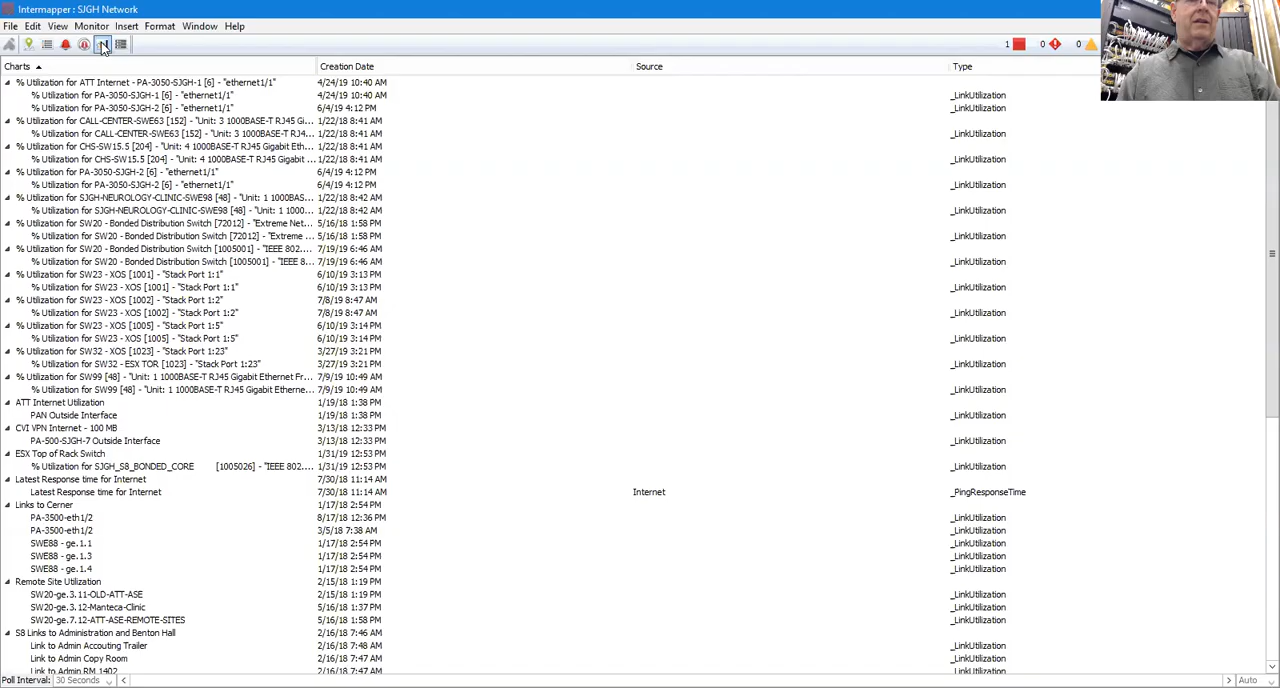 Intermapper : SJGH Network
File Edit View Monitor Insert Format Window Help
1 0 0
Charts Creation Date Source Type
% Utilization for ATT Internet - PA-3050-SJGH-1 [6] - "ethernet1/1" 4/24/19 10:40 AM
% Utilization for PA-3050-SJGH-1 [6] - "ethernet1/1" 4/24/19 10:40 AM _LinkUtilization
% Utilization for PA-3050-SJGH-2 [6] - "ethernet1/1" 6/4/19 4:12 PM _LinkUtilization
% Utilization for CALL-CENTER-SWE63 [152] - "Unit: 3 1000BASE-T RJ45 Gi... 1/22/18 8:41 AM
% Utilization for CALL-CENTER-SWE63 [152] - "Unit: 3 1000BASE-T RJ4... 1/22/18 8:41 AM _LinkUtilization
% Utilization for CHS-SW15.5 [204] - "Unit: 4 1000BASE-T RJ45 Gigabit Eth... 1/22/18 8:41 AM
% Utilization for CHS-SW15.5 [204] - "Unit: 4 1000BASE-T RJ45 Gigabit ... 1/22/18 8:41 AM _LinkUtilization
% Utilization for PA-3050-SJGH-2 [6] - "ethernet1/1" 6/4/19 4:12 PM
% Utilization for PA-3050-SJGH-2 [6] - "ethernet1/1" 6/4/19 4:12 PM _LinkUtilization
% Utilization for SJGH-NEUROLOGY-CLINIC-SWE98 [48] - "Unit: 1 1000BAS... 1/22/18 8:42 AM
% Utilization for SJGH-NEUROLOGY-CLINIC-SWE98 [48] - "Unit: 1 1000... 1/22/18 8:42 AM _LinkUtilization
% Utilization for SW20 - Bonded Distribution Switch [72012] - "Extreme Net... 5/16/18 1:58 PM
% Utilization for SW20 - Bonded Distribution Switch [72012] - "Extreme ... 5/16/18 1:58 PM _LinkUtilization
% Utilization for SW20 - Bonded Distribution Switch [1005001] - "IEEE 802.... 7/19/19 6:46 AM
% Utilization for SW20 - Bonded Distribution Switch [1005001] - "IEEE 8... 7/19/19 6:46 AM _LinkUtilization
% Utilization for SW23 - XOS [1001] - "Stack Port 1:1" 6/10/19 3:13 PM
% Utilization for SW23 - XOS [1001] - "Stack Port 1:1" 6/10/19 3:13 PM _LinkUtilization
% Utilization for SW23 - XOS [1002] - "Stack Port 1:2" 7/8/19 8:47 AM
% Utilization for SW23 - XOS [1002] - "Stack Port 1:2" 7/8/19 8:47 AM _LinkUtilization
% Utilization for SW23 - XOS [1005] - "Stack Port 1:5" 6/10/19 3:14 PM
% Utilization for SW23 - XOS [1005] - "Stack Port 1:5" 6/10/19 3:14 PM _LinkUtilization
% Utilization for SW32 - XOS [1023] - "Stack Port 1:23" 3/27/19 3:21 PM
% Utilization for SW32 - ESX TOR [1023] - "Stack Port 1:23" 3/27/19 3:21 PM _LinkUtilization
% Utilization for SW99 [48] - "Unit: 1 1000BASE-T RJ45 Gigabit Ethernet Fr... 7/9/19 10:49 AM
% Utilization for SW99 [48] - "Unit: 1 1000BASE-T RJ45 Gigabit Etherne... 7/9/19 10:49 AM _LinkUtilization
ATT Internet Utilization 1/19/18 1:38 PM
PAN Outside Interface 1/19/18 1:38 PM _LinkUtilization
CVI VPN Internet - 100 MB 3/13/18 12:33 PM
PA-500-SJGH-7 Outside Interface 3/13/18 12:33 PM _LinkUtilization
ESX Top of Rack Switch 1/31/19 12:53 PM
% Utilization for SJGH_S8_BONDED_CORE [1005026] - "IEEE 802.... 1/31/19 12:53 PM _LinkUtilization
Latest Response time for Internet 7/30/18 11:14 AM
Latest Response time for Internet 7/30/18 11:14 AM Internet _PingResponseTime
Links to Cerner 1/17/18 2:54 PM
PA-3500-eth1/2 8/17/18 12:36 PM _LinkUtilization
PA-3500-eth1/2 3/5/18 7:38 AM _LinkUtilization
SWE88 - ge.1.1 1/17/18 2:54 PM _LinkUtilization
SWE88 - ge.1.3 1/17/18 2:54 PM _LinkUtilization
SWE88 - ge.1.4 1/17/18 2:54 PM _LinkUtilization
Remote Site Utilization 2/15/18 1:19 PM
SW20-ge.3.11-OLD-ATT-ASE 2/15/18 1:19 PM _LinkUtilization
SW20-ge.3.12-Manteca-Clinic 5/16/18 1:37 PM _LinkUtilization
SW20-ge.7.12-ATT-ASE-REMOTE-SITES 5/16/18 1:58 PM _LinkUtilization
S8 Links to Administration and Benton Hall 2/16/18 7:46 AM
Link to Admin Accouting Trailer 2/16/18 7:48 AM _LinkUtilization
Link to Admin Copy Room 2/16/18 7:46 AM _LinkUtilization
Link to Admin RM 1402 2/16/18 7:47 AM _LinkUtilization
Poll Interval: 30 Seconds Auto